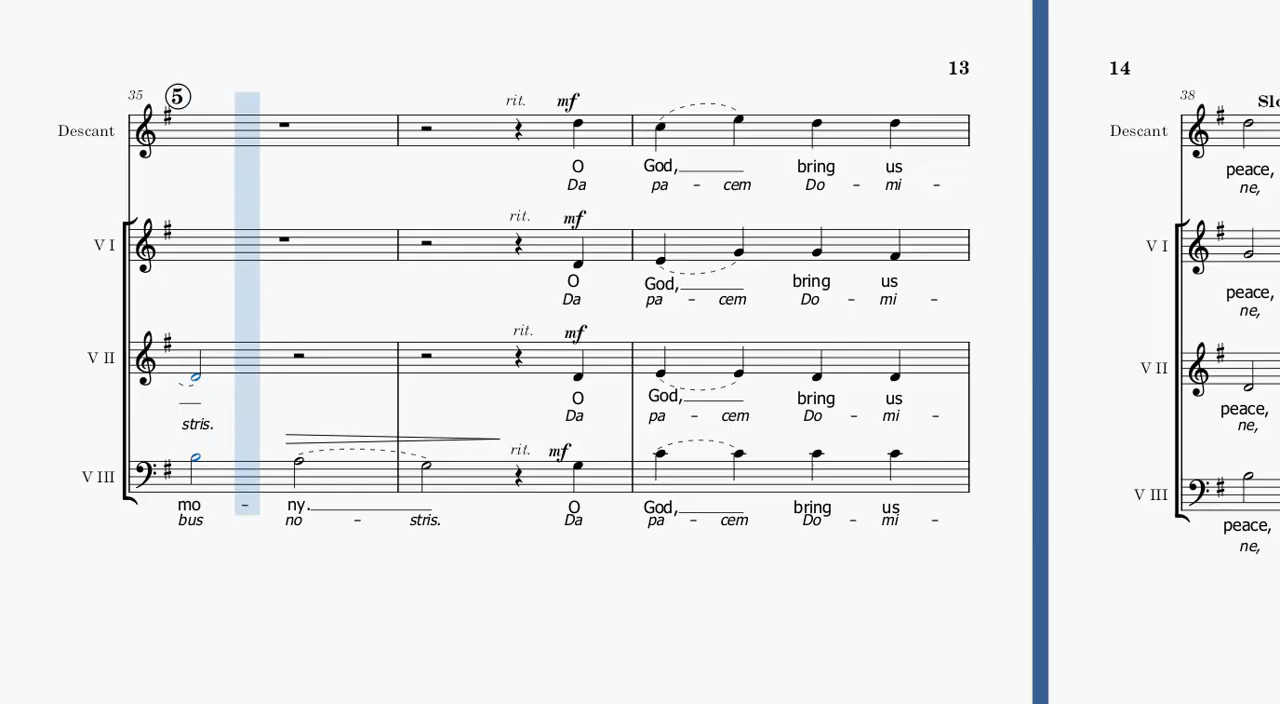 13
14
35
5
rit.
mf
38
Slo
Descant
Descant
O God, bring us
peace,
Da pa - cem Do - mi -
ne,
rit.
mf
V I
V I
O God, bring us
peace,
Da pa - cem Do - mi -
ne,
rit.
mf
V II
V II
O God, bring us
peace,
stris. Da pa - cem Do - mi -
ne,
rit.
mf
V III
V III
mo - ny. O God, bring us
peace,
bus no - stris. Da pa - cem Do - mi -
ne,